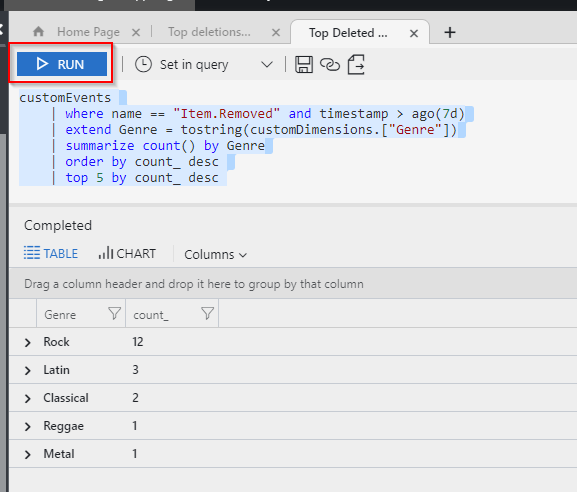 Home Page
Top deletions...
Top Deleted ...
RUN
Set in query
customEvents
| where name == "Item.Removed" and timestamp > ago(7d)
| extend Genre = tostring(customDimensions.["Genre"])
| summarize count() by Genre
| order by count_ desc
| top 5 by count_ desc
Completed
TABLE
CHART
Columns
Drag a column header and drop it here to group by that column
Genre count_
Rock 12
Latin 3
Classical 2
Reggae 1
Metal 1